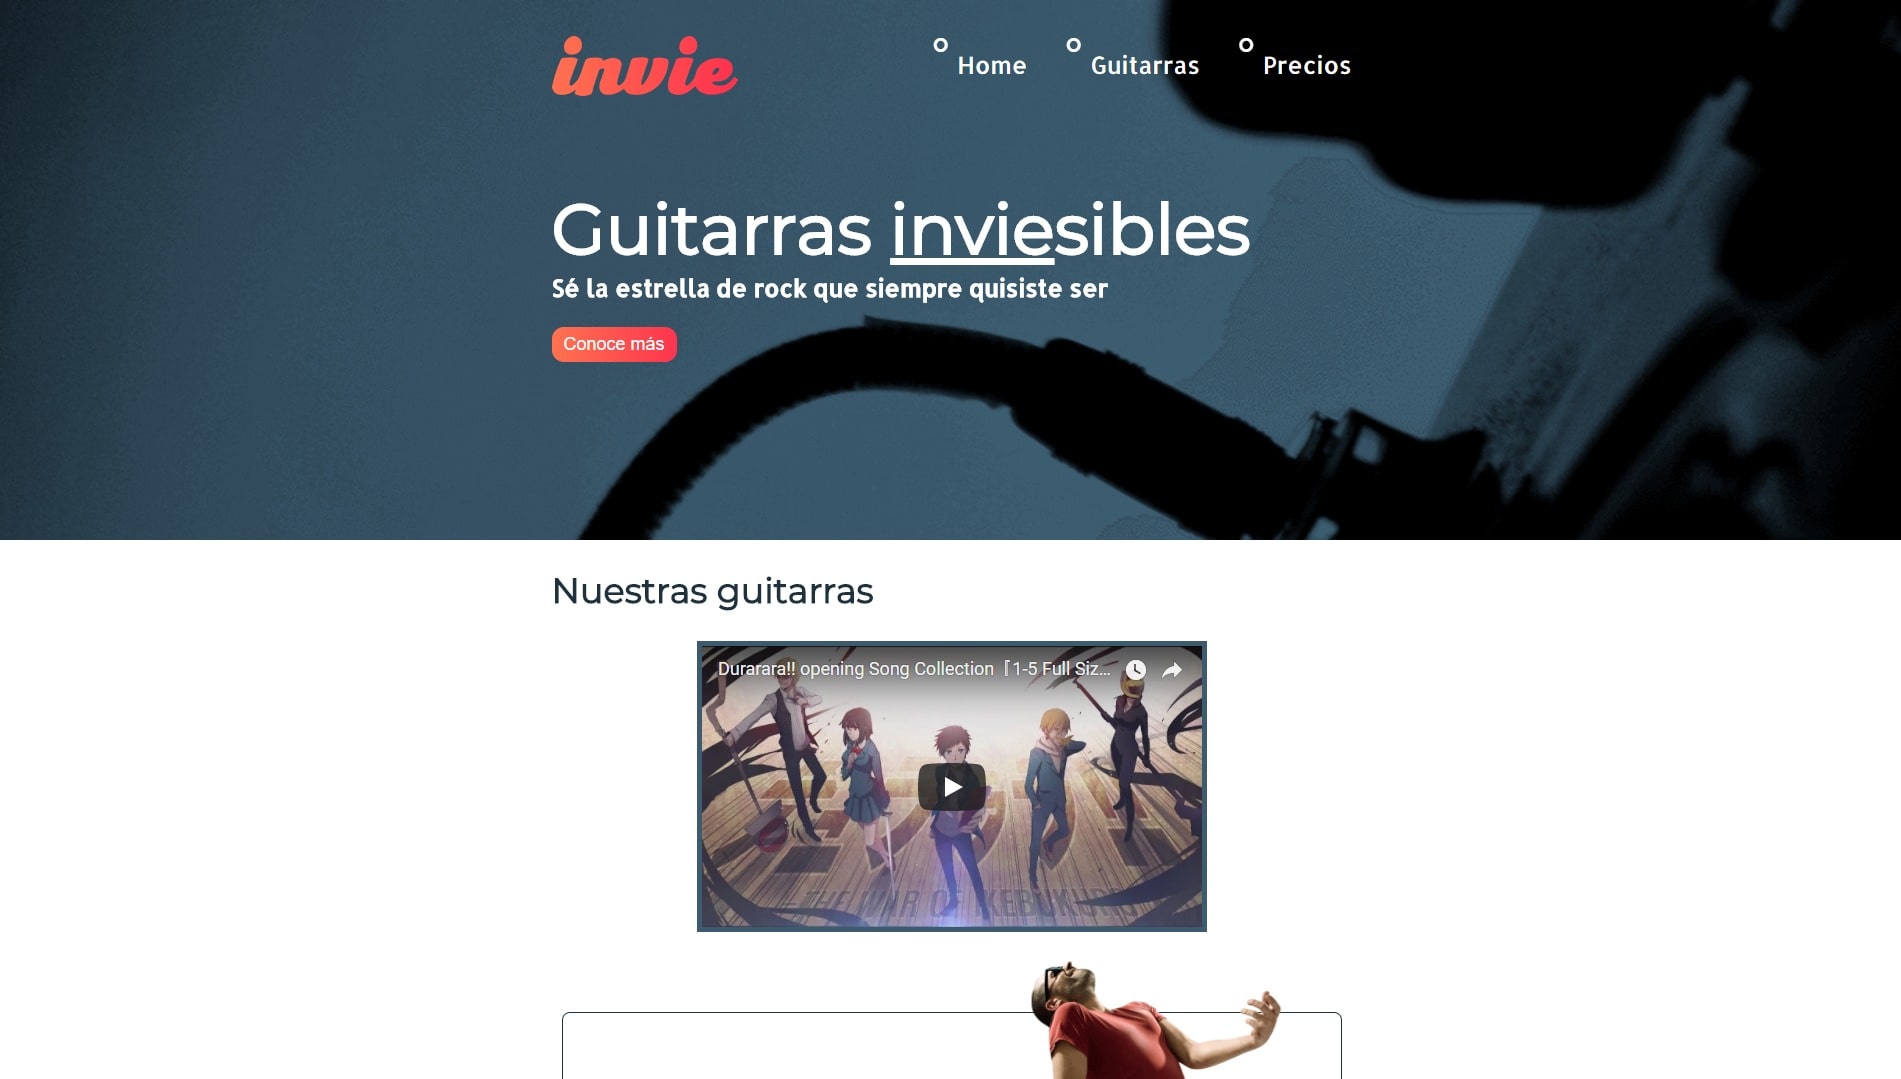 invie
Home Guitarras Precios
Guitarras inviesibles
Sé la estrella de rock que siempre quisiste ser
Conoce más
Nuestras guitarras
Durarara!! opening Song Collection『1-5 Full Siz...
THE WAR OF IKEBUKURO